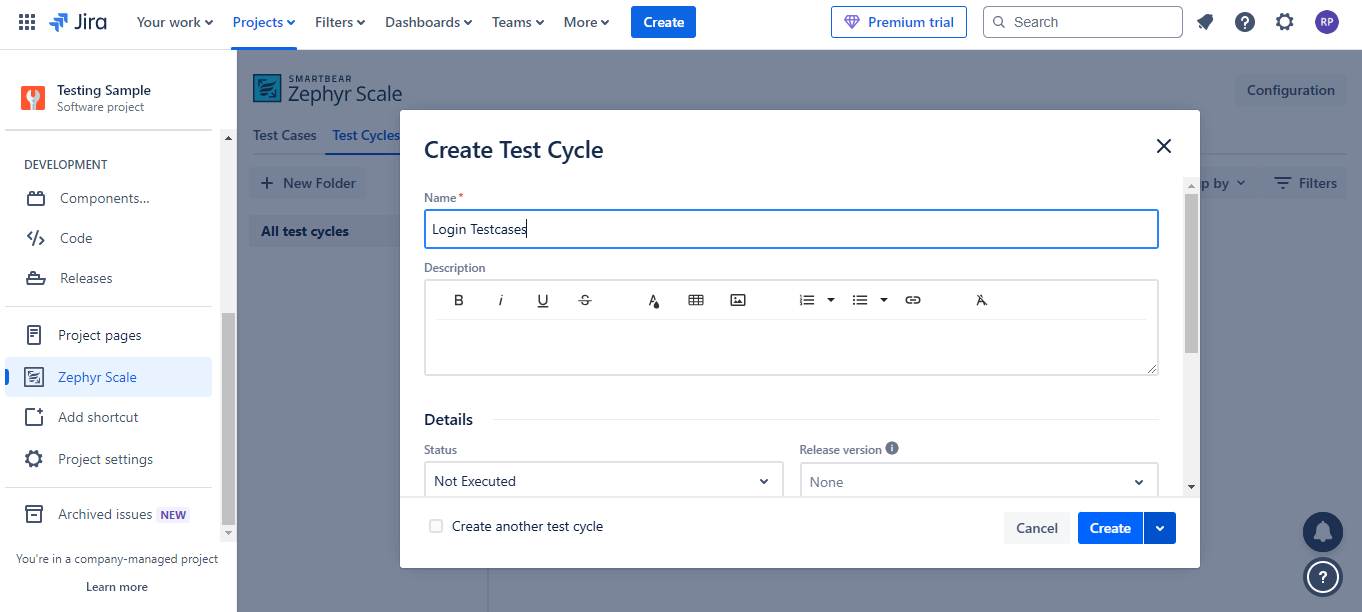 Jira
Your work
Projects
Filters
Dashboards
Teams
More
Create
Premium trial
Search
?
RP
Testing Sample
Software project
DEVELOPMENT
Components...
Code
Releases
Project pages
Zephyr Scale
Add shortcut
Project settings
Archived issues NEW
You're in a company-managed project
Learn more
SMARTBEAR
Zephyr Scale
Configuration
Test Cases
Test Cycles
+ New Folder
p by
Filters
All test cycles
Create Test Cycle
Name*
Login Testcases
Description
B i U S A
Details
Status
Release version
Not Executed
None
Create another test cycle
Cancel
Create
?